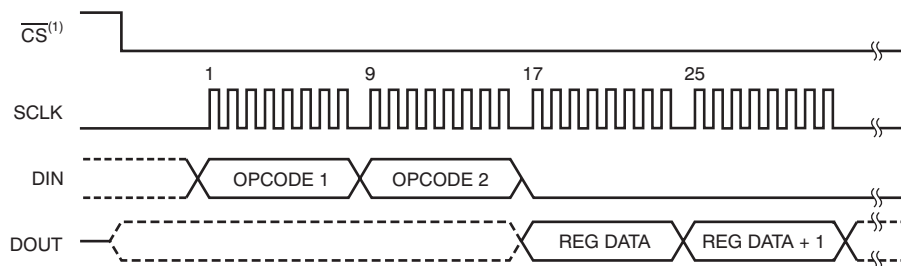 CS(1)
1 9 17 25
SCLK
DIN OPCODE 1 OPCODE 2
DOUT REG DATA REG DATA + 1